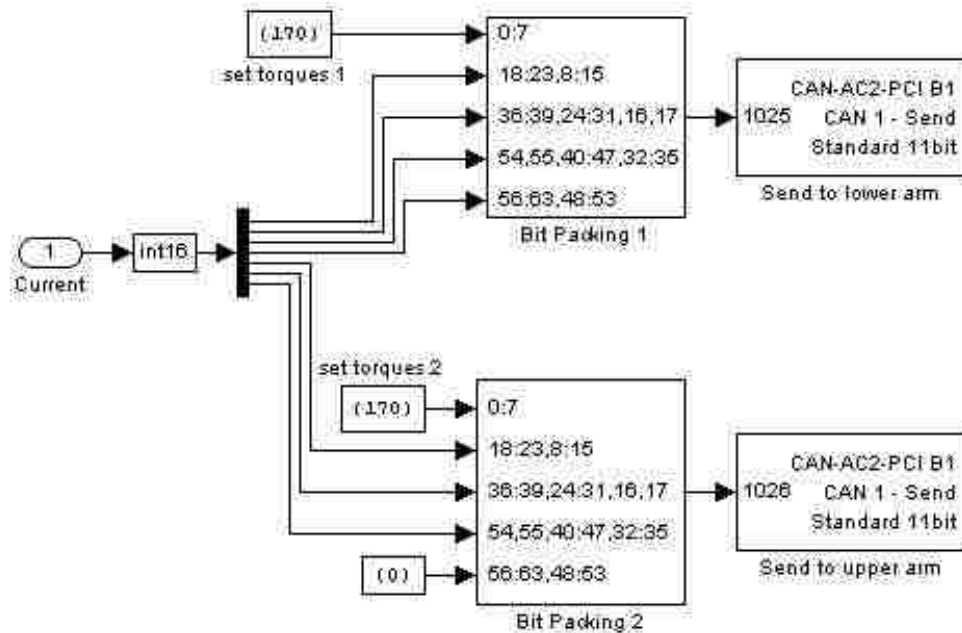 (170)
set torques 1
0:7
18:23,8:15
36:39,24:31,16,17
54,55,40:47,32:35
56:63,48:53
Bit Packing 1
CAN-AC2-PCI B1
1025 CAN 1 - Send
Standard 11bit
Send to lower arm
1
int16
Current
set torques 2
(170)
0:7
18:23,8:15
36:39,24:31,16,17
54,55,40:47,32:35
56:63,48:53
(0)
Bit Packing 2
CAN-AC2-PCI B1
1026 CAN 1 - Send
Standard 11bit
Send to upper arm